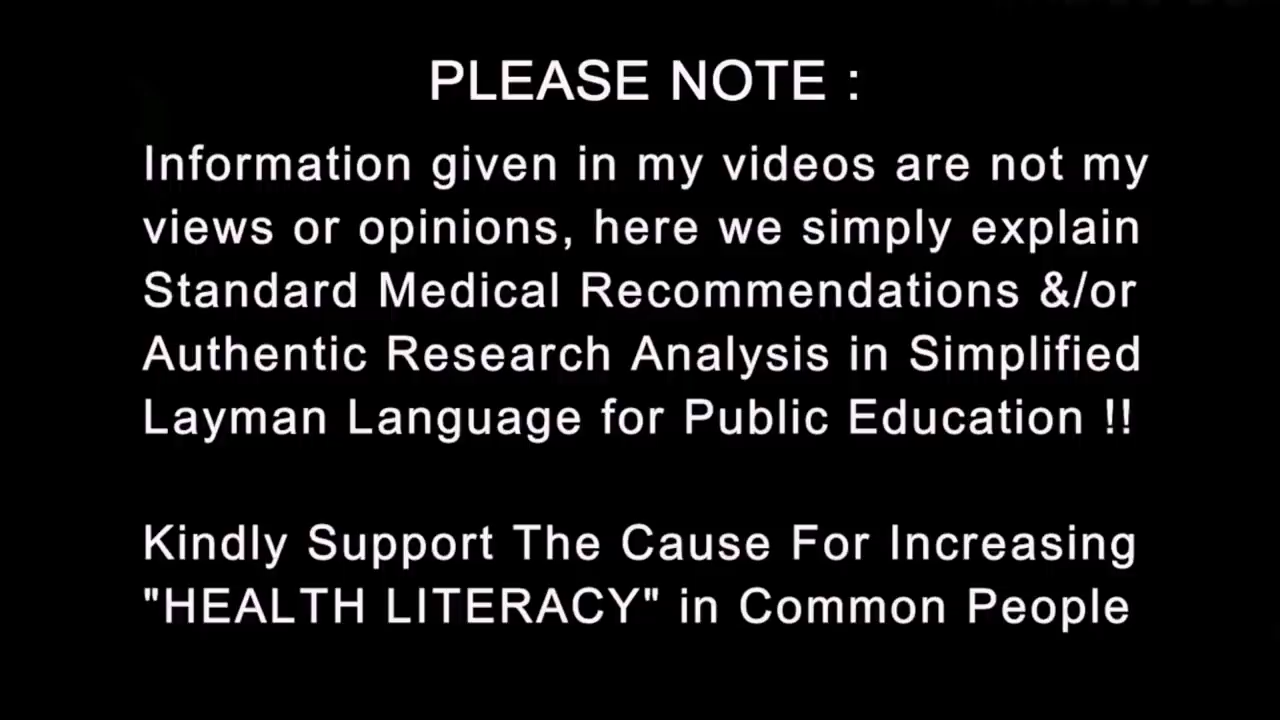 PLEASE NOTE :
Information given in my videos are not my
views or opinions, here we simply explain
Standard Medical Recommendations &/or
Authentic Research Analysis in Simplified
Layman Language for Public Education !!
Kindly Support The Cause For Increasing
"HEALTH LITERACY" in Common People